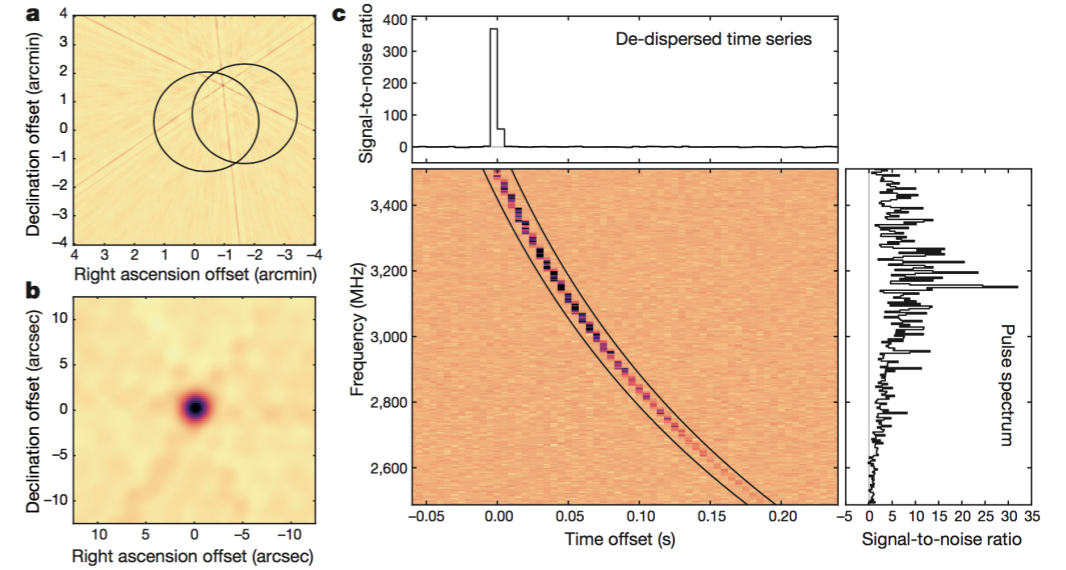 a
4
3
2
1
0
−1
−2
−3
−4
Declination offset (arcmin)
4 3 2 1 0 −1 −2 −3 −4
Right ascension offset (arcmin)
b
10
5
0
−5
−10
Declination offset (arcsec)
10 5 0 −5 −10
Right ascension offset (arcsec)
c
400
300
200
100
0
Signal-to-noise ratio
De-dispersed time series
3,400
3,200
3,000
2,800
2,600
Frequency (MHz)
−0.05 0.00 0.05 0.10 0.15 0.20
Time offset (s)
Pulse spectrum
−5 0 5 10 15 20 25 30 35
Signal-to-noise ratio